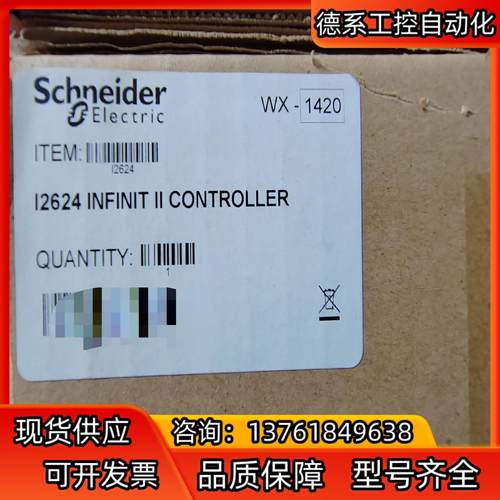 德系工控自动化
Schneider
Electric
WX - 1420
ITEM:
I2624
I2624 INFINIT II CONTROLLER
QUANTITY:
1
现货供应 咨询：13761849638
可开发票 品质保障 型号齐全